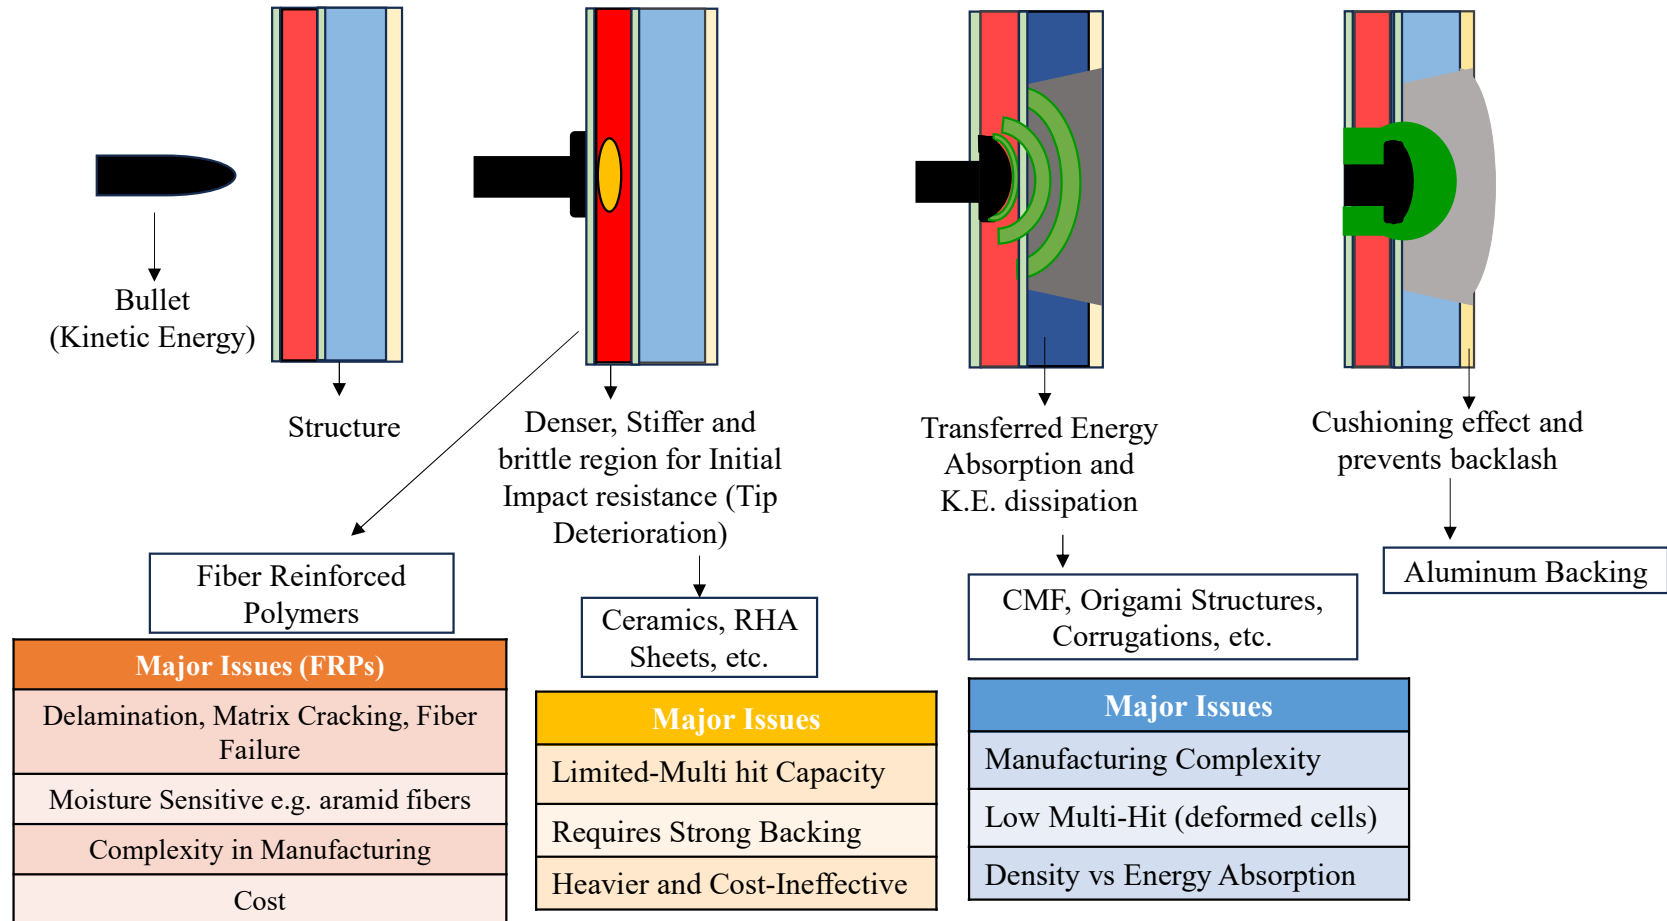 Bullet
(Kinetic Energy)
Structure
Denser, Stiffer and
brittle region for Initial
Impact resistance (Tip
Deterioration)
Transferred Energy
Absorption and
K.E. dissipation
Cushioning effect and
prevents backlash
Fiber Reinforced
Polymers
Ceramics, RHA
Sheets, etc.
CMF, Origami Structures,
Corrugations, etc.
Aluminum Backing
Major Issues (FRPs)
Delamination, Matrix Cracking, Fiber
Failure
Moisture Sensitive e.g. aramid fibers
Complexity in Manufacturing
Cost
Major Issues
Limited-Multi hit Capacity
Requires Strong Backing
Heavier and Cost-Ineffective
Major Issues
Manufacturing Complexity
Low Multi-Hit (deformed cells)
Density vs Energy Absorption